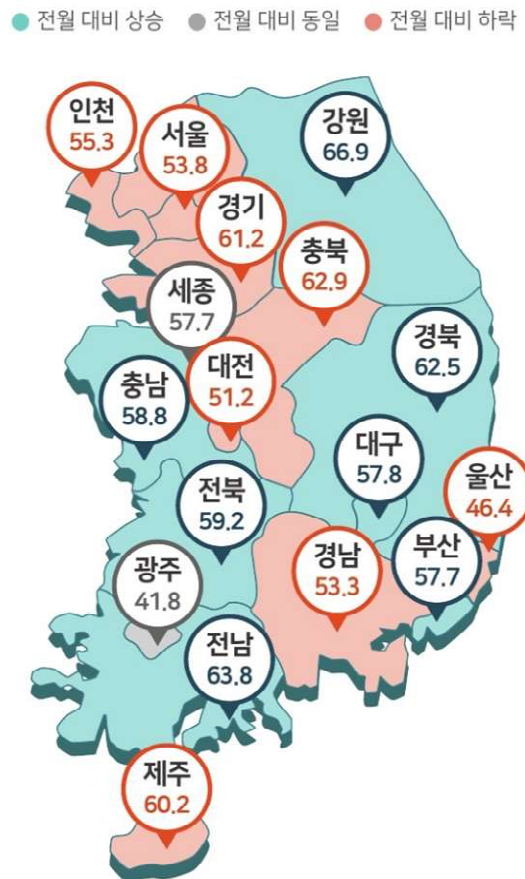 전월 대비 상승 전월 대비 동일 전월 대비 하락
인천
55.3
서울
53.8
강원
66.9
경기
61.2
충북
62.9
세종
57.7
경북
62.5
대전
51.2
충남
58.8
대구
57.8
울산
46.4
전북
59.2
경남
53.3
부산
57.7
광주
41.8
전남
63.8
제주
60.2